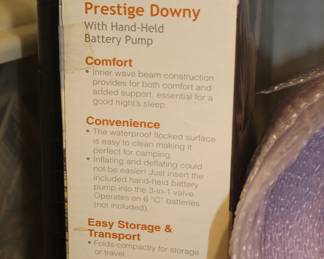 Prestige Downy
With Hand-Held
Battery Pump
Comfort
• Inner wave beam construction
provides for both comfort and
added support, essential for a
good night's sleep.
Convenience
• The waterproof flocked surface
is easy to clean making it
perfect for camping.
• Inflating and deflating could
not be easier! Just insert the
included hand-held battery
pump into the 3-in-1 valve.
Operates on 6 "C" batteries
(not included).
Easy Storage &
Transport
• Folds compactly for storage
or travel.